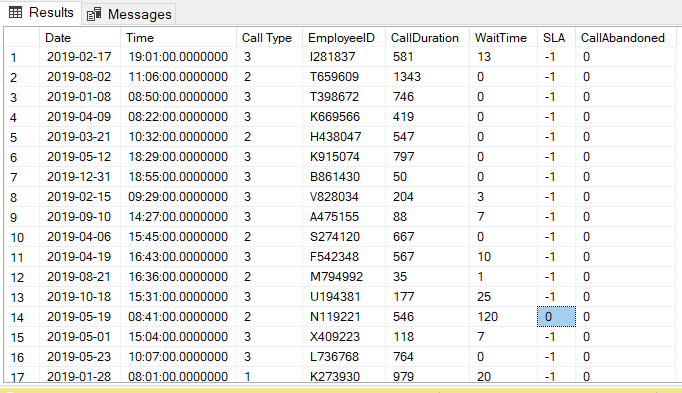 Results Messages
Date Time Call Type EmployeeID CallDuration WaitTime SLA CallAbandoned
1 2019-02-17 19:01:00.0000000 3 I281837 581 13 -1 0
2 2019-08-02 11:06:00.0000000 2 T659609 1343 0 -1 0
3 2019-01-08 08:50:00.0000000 3 T398672 746 0 -1 0
4 2019-04-09 08:22:00.0000000 3 K669566 419 0 -1 0
5 2019-03-21 10:32:00.0000000 2 H438047 547 0 -1 0
6 2019-05-12 18:29:00.0000000 3 K915074 797 0 -1 0
7 2019-12-31 18:55:00.0000000 3 B861430 50 0 -1 0
8 2019-02-15 09:29:00.0000000 3 V828034 204 3 -1 0
9 2019-09-10 14:27:00.0000000 3 A475155 88 7 -1 0
10 2019-04-06 15:45:00.0000000 2 S274120 667 0 -1 0
11 2019-04-19 16:43:00.0000000 3 F542348 567 10 -1 0
12 2019-08-21 16:36:00.0000000 2 M794992 35 1 -1 0
13 2019-10-18 15:31:00.0000000 3 U194381 177 25 -1 0
14 2019-05-19 08:41:00.0000000 2 N119221 546 120 0 0
15 2019-05-01 15:04:00.0000000 3 X409223 118 7 -1 0
16 2019-05-23 10:07:00.0000000 3 L736768 764 0 -1 0
17 2019-01-28 08:01:00.0000000 1 K273930 979 20 -1 0